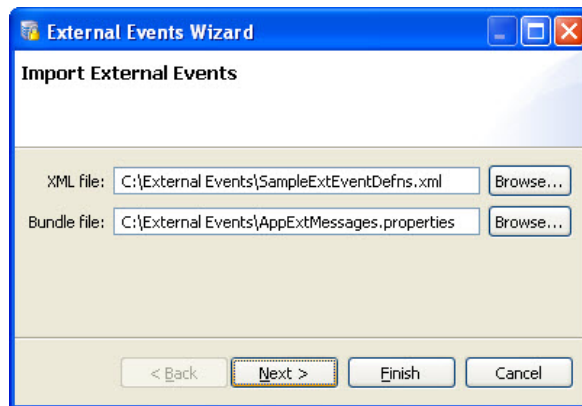 External Events Wizard
Import External Events
XML file: C:\External Events\SampleExtEventDefns.xml Browse...
Bundle file: C:\External Events\AppExtMessages.properties Browse...
< Back Next > Finish Cancel